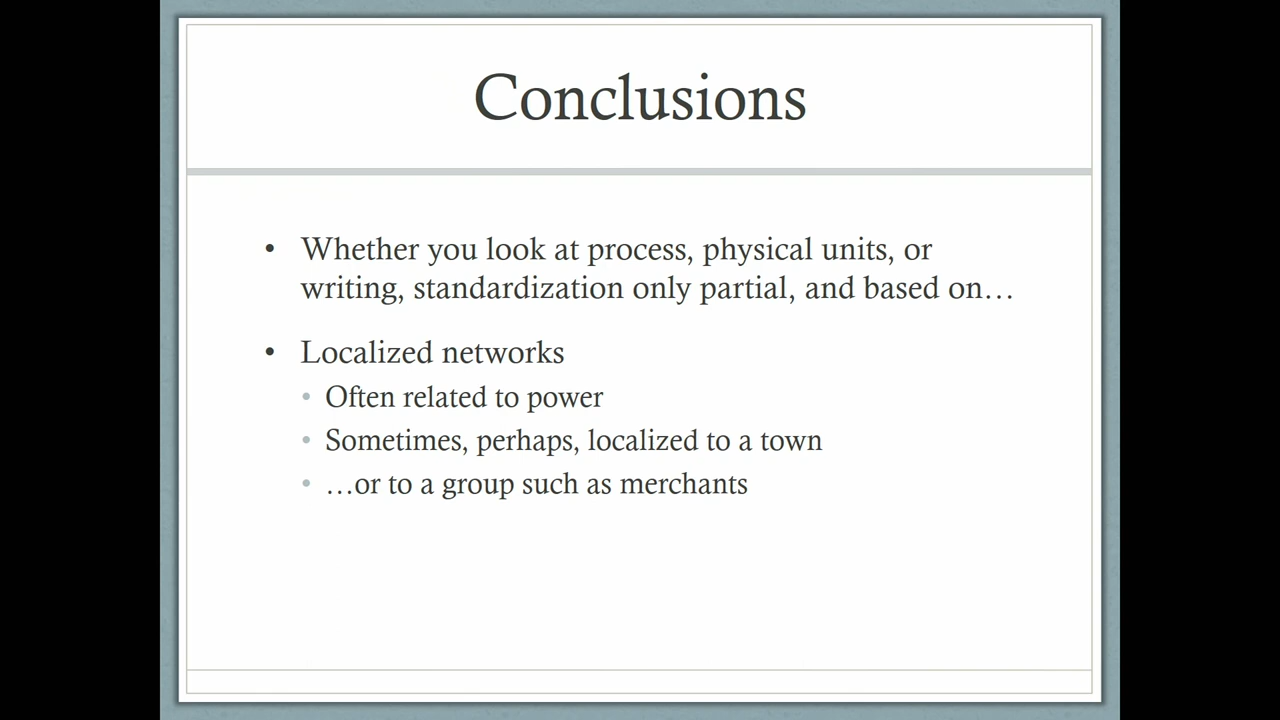 Conclusions
• Whether you look at process, physical units, or
writing, standardization only partial, and based on…
• Localized networks
• Often related to power
• Sometimes, perhaps, localized to a town
• …or to a group such as merchants